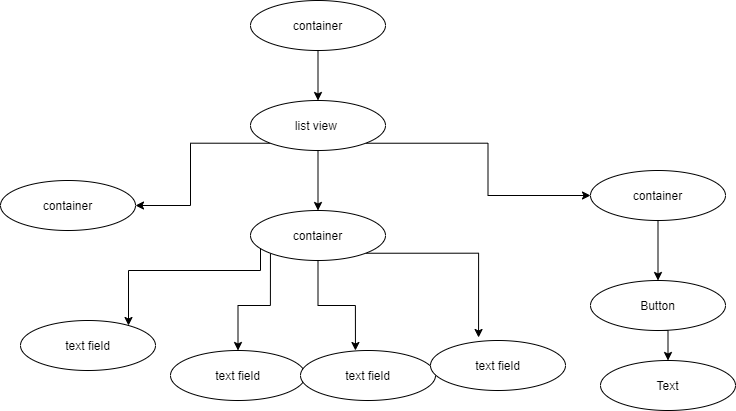 container
list view
container
container
container
text field
text field
text field
text field
Button
Text